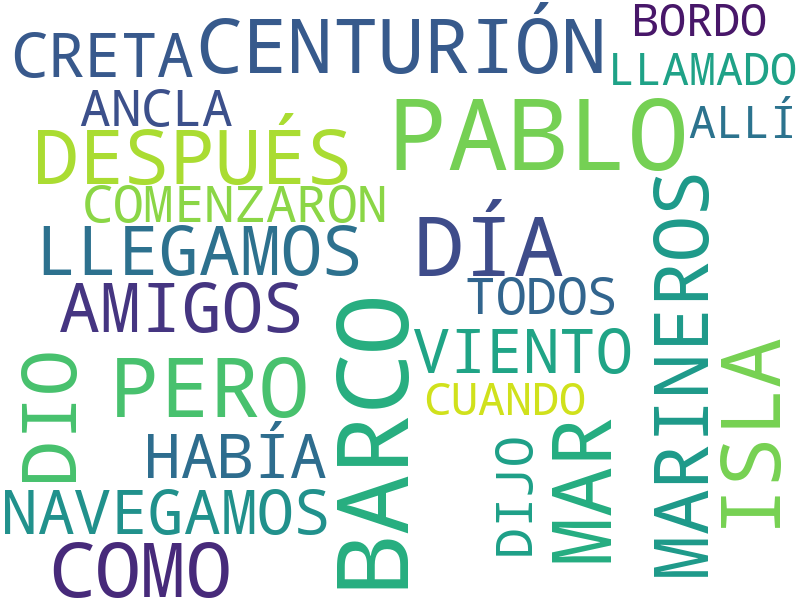 BORDO
CRETA
CENTURIÓN
LLAMADO
ANCLA
PABLO
ALLÍ
DESPUÉS
COMENZARON
LLEGAMOS
DÍA
MARINEROS
AMIGOS
TODOS
BARCO
VIENTO
ISLA
DIO
PERO
CUANDO
HABÍA
DIJO
MAR
NAVEGAMOS
COMO